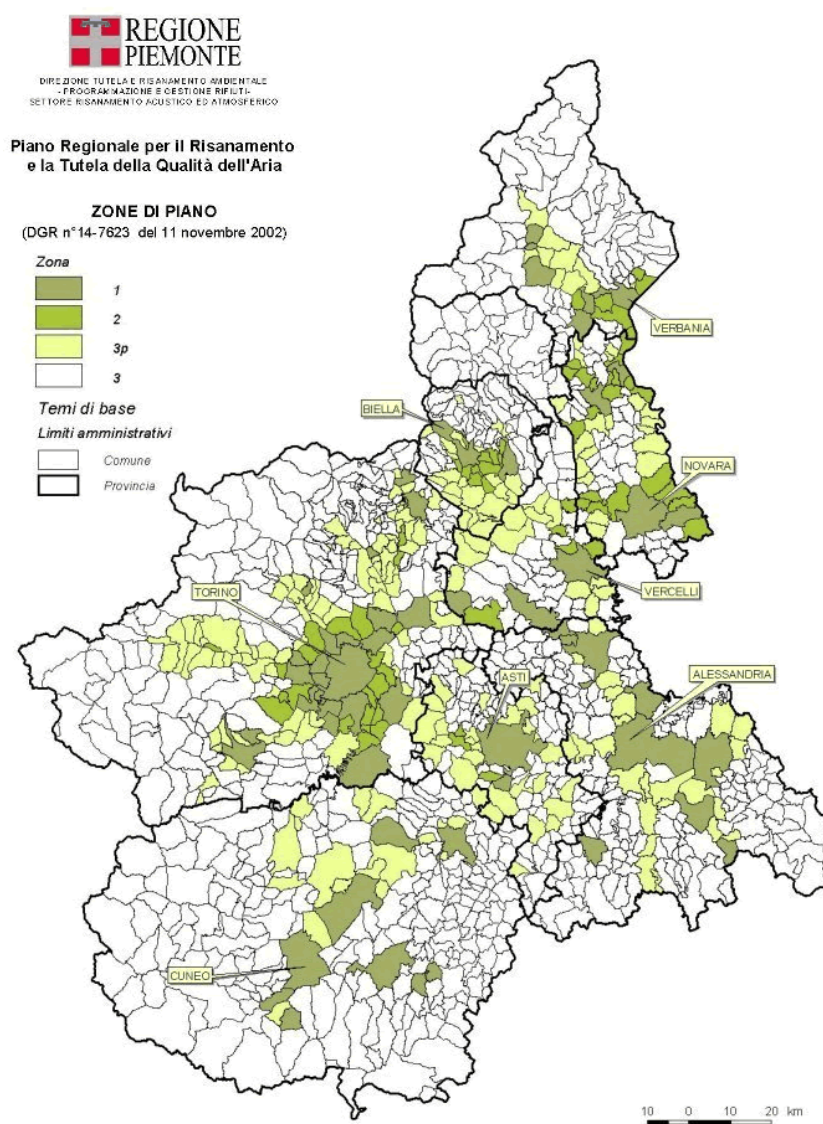 REGIONE
PIEMONTE
DIREZIONE TUTELA E RISANAMENTO AMBIENTALE
- PROGRAMMAZIONE E GESTIONE RIFIUTI-
SETTORE RISANAMENTO ACUSTICO ED ATMOSFERICO
Piano Regionale per il Risanamento
e la Tutela della Qualità dell'Aria
ZONE DI PIANO
(DGR n°14-7623 del 11 novembre 2002)
Zona
1
2
3p
3
Temi di base
Limiti amministrativi
Comune
Provincia
VERBANIA
BIELLA
NOVARA
TORINO
VERCELLI
ASTI
ALESSANDRIA
CUNEO
10 0 10 20 km